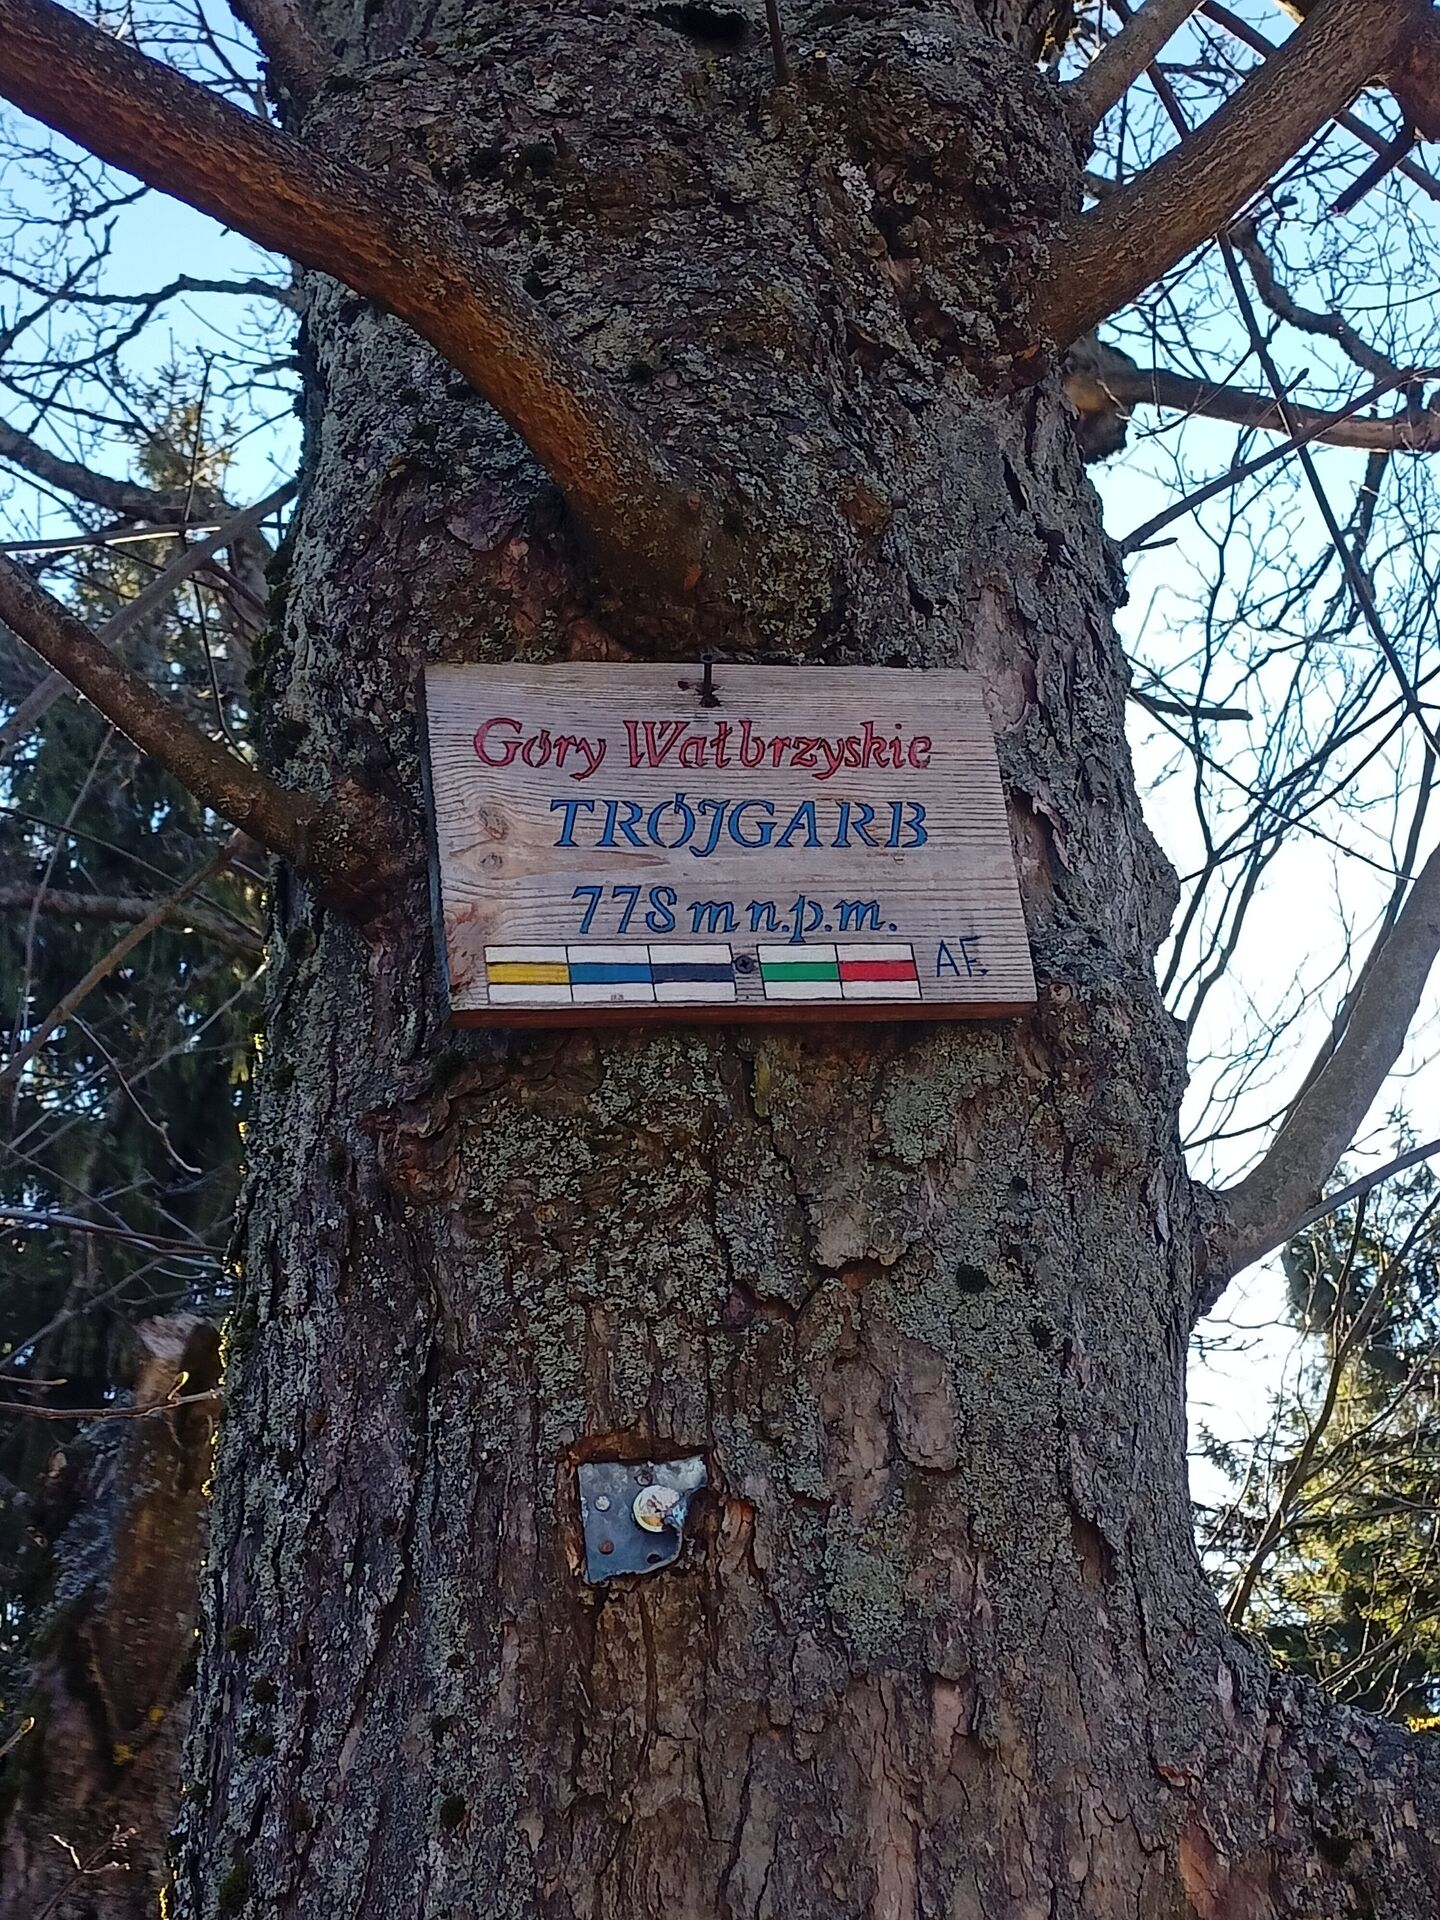 Góry Wałbrzyskie
TRÓJGARB
778 m n.p.m.
AF